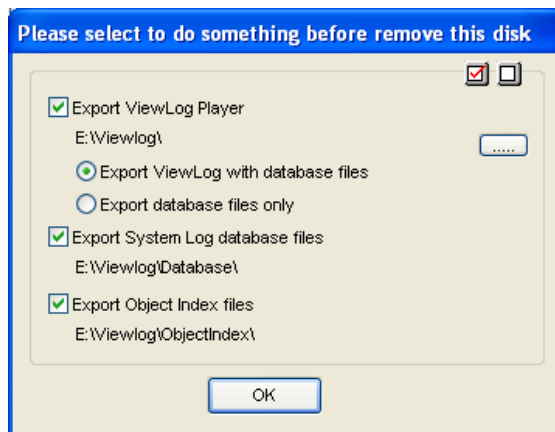 Please select to do something before remove this disk
Export ViewLog Player
E:\Viewlog\
.....
Export ViewLog with database files
Export database files only
Export System Log database files
E:\Viewlog\Database\
Export Object Index files
E:\Viewlog\ObjectIndex\
OK